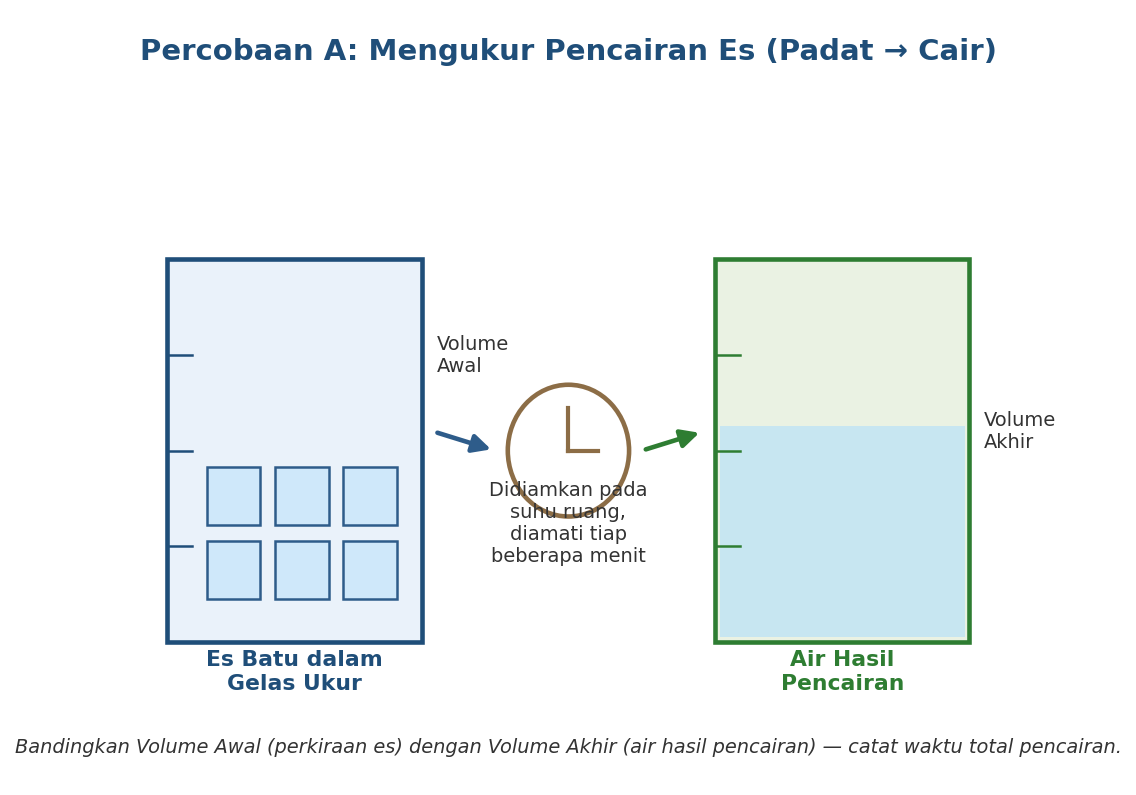 Percobaan A: Mengukur Pencairan Es (Padat → Cair)
Volume
Awal
Didiamkan pada
suhu ruang,
diamati tiap
beberapa menit
Volume
Akhir
Es Batu dalam
Gelas Ukur
Air Hasil
Pencairan
Bandingkan Volume Awal (perkiraan es) dengan Volume Akhir (air hasil pencairan) — catat waktu total pencairan.